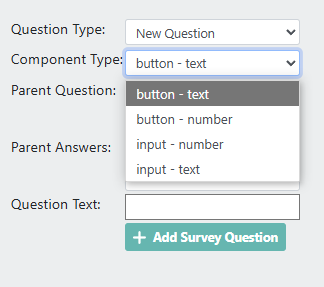 Question Type: New Question
Component Type: button - text
Parent Question:
button - text
button - number
input - number
Parent Answers:
input - text
Question Text:
+ Add Survey Question